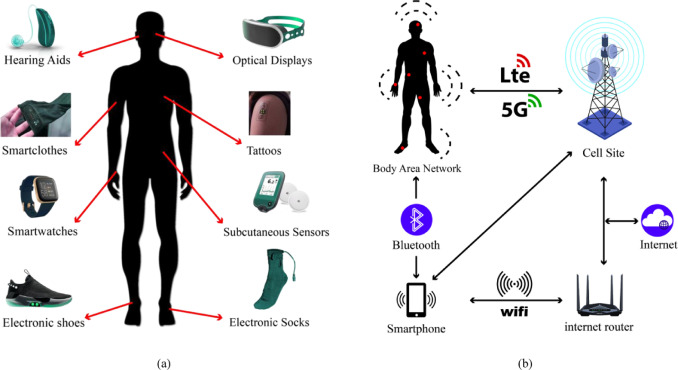 Hearing Aids
Optical Displays
Smartclothes
Tattoos
Smartwatches
Subcutaneous Sensors
Electronic shoes
Electronic Socks
(a)
Lte
5G
Body Area Network
Cell Site
Bluetooth
Internet
Smartphone
wifi
internet router
(b)